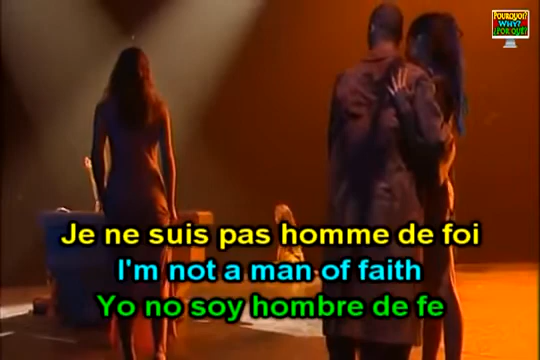 POURQUOI?
WHY?
¿POR QUÉ?
Je ne suis pas homme de foi
I'm not a man of faith
Yo no soy hombre de fe